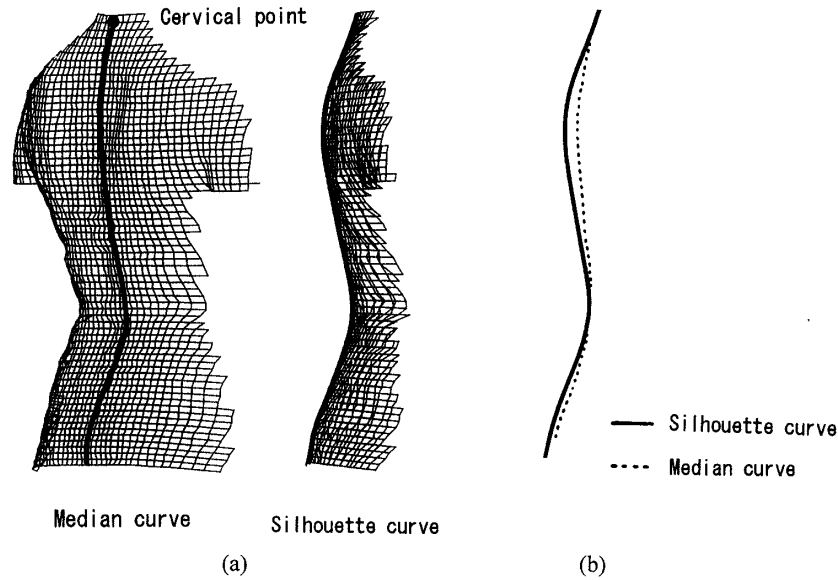 Cervical point
Silhouette curve
Median curve
Median curve
Silhouette curve
(a)
(b)